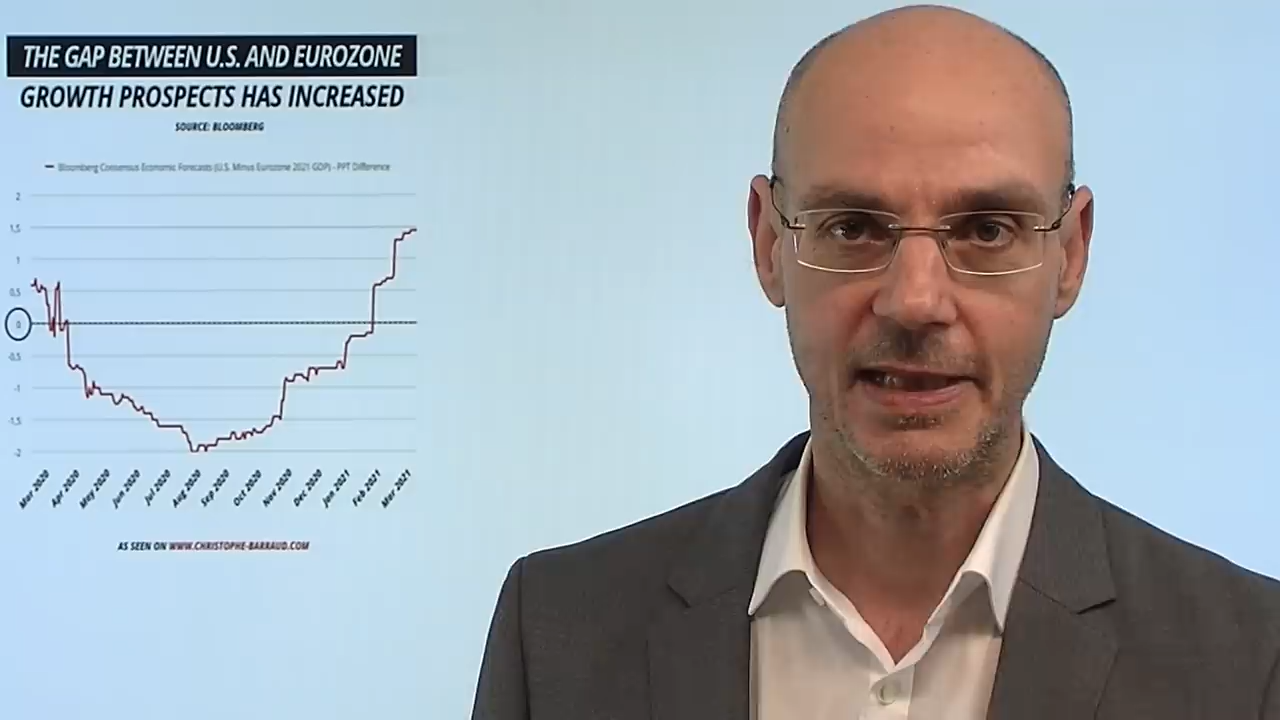 THE GAP BETWEEN U.S. AND EUROZONE
GROWTH PROSPECTS HAS INCREASED
SOURCE: BLOOMBERG
Bloomberg Consensus Economic Forecasts (U.S. Minus Eurozone 2021 GDP) - PPT Difference
2
1,5
1
0,5
0
-0,5
-1
-1,5
-2
Mar 2020
Apr 2020
May 2020
Jun 2020
Jul 2020
Aug 2020
Sep 2020
Oct 2020
Nov 2020
Dec 2020
Jan 2021
Feb 2021
Mar 2021
AS SEEN ON WWW.CHRISTOPHE-BARRAUD.COM